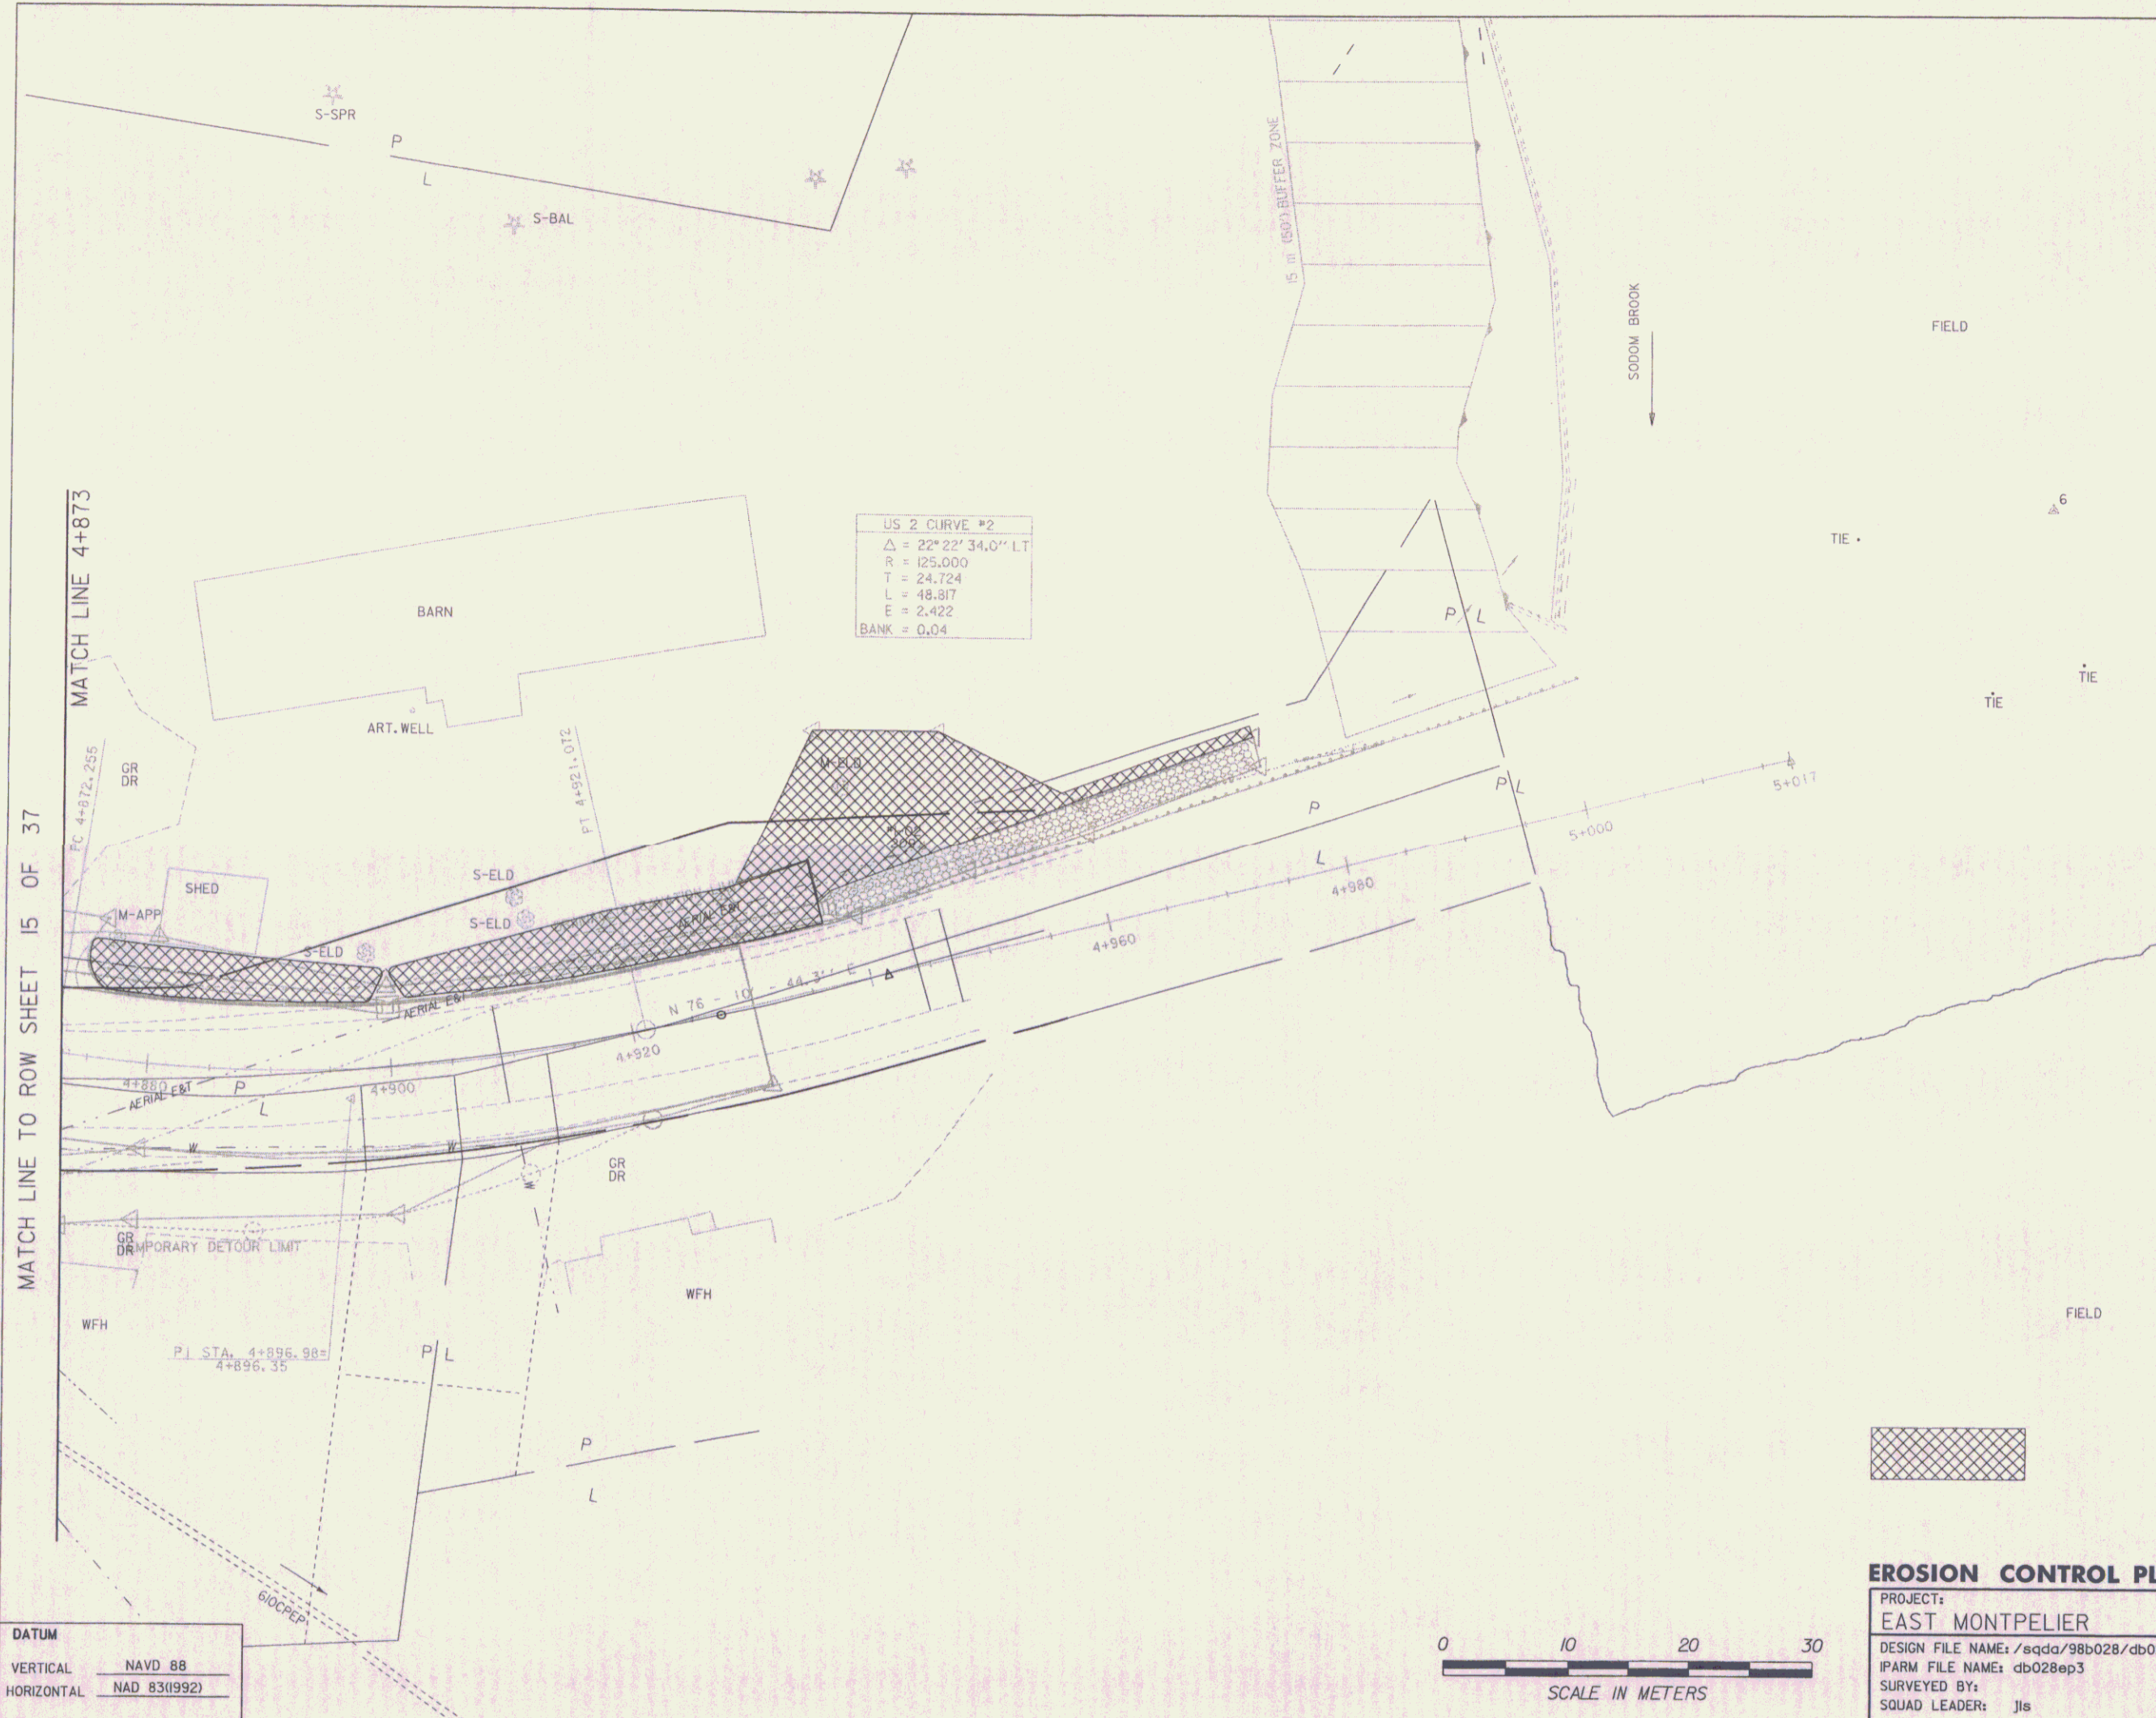 S-SPR
P
L
S-BAL
15 m (50') BUFFER ZONE
SODOM BROOK
FIELD
MATCH LINE 4+873
US 2 CURVE #2
Δ = 22° 22' 34.0'' LT
R = 125.000
T = 24.724
L = 48.817
E = 2.422
BANK = 0.04
6
TIE
BARN
P L
TIE
TIE
ART. WELL
PC 4+872.255
GR
DR
PT 4+921.072
M-ELD
MATCH LINE TO ROW SHEET 15 OF 37
P L
5+017
5+000
P
L
SHED
S-ELD
4+980
M-APP
S-ELD
AERIAL E&T
S-ELD
4+960
N 76 - 10' - 44.3'' E
AERIAL E&T
4+920
4+880
4+900
AERIAL E&T
P
L
W
W
W
GR
DR
GR
DR
TEMPORARY DETOUR LIMIT
WFH
WFH
FIELD
PI STA. 4+896.98=
4+896.35
P L
P
L
610CPEP
EROSION CONTROL PL
PROJECT:
EAST MONTPELIER
DESIGN FILE NAME: /sqda/98b028/db0
IPARM FILE NAME: db028ep3
SURVEYED BY:
SQUAD LEADER: jls
DATUM
VERTICAL NAVD 88
HORIZONTAL NAD 83(1992)
0 10 20 30
SCALE IN METERS